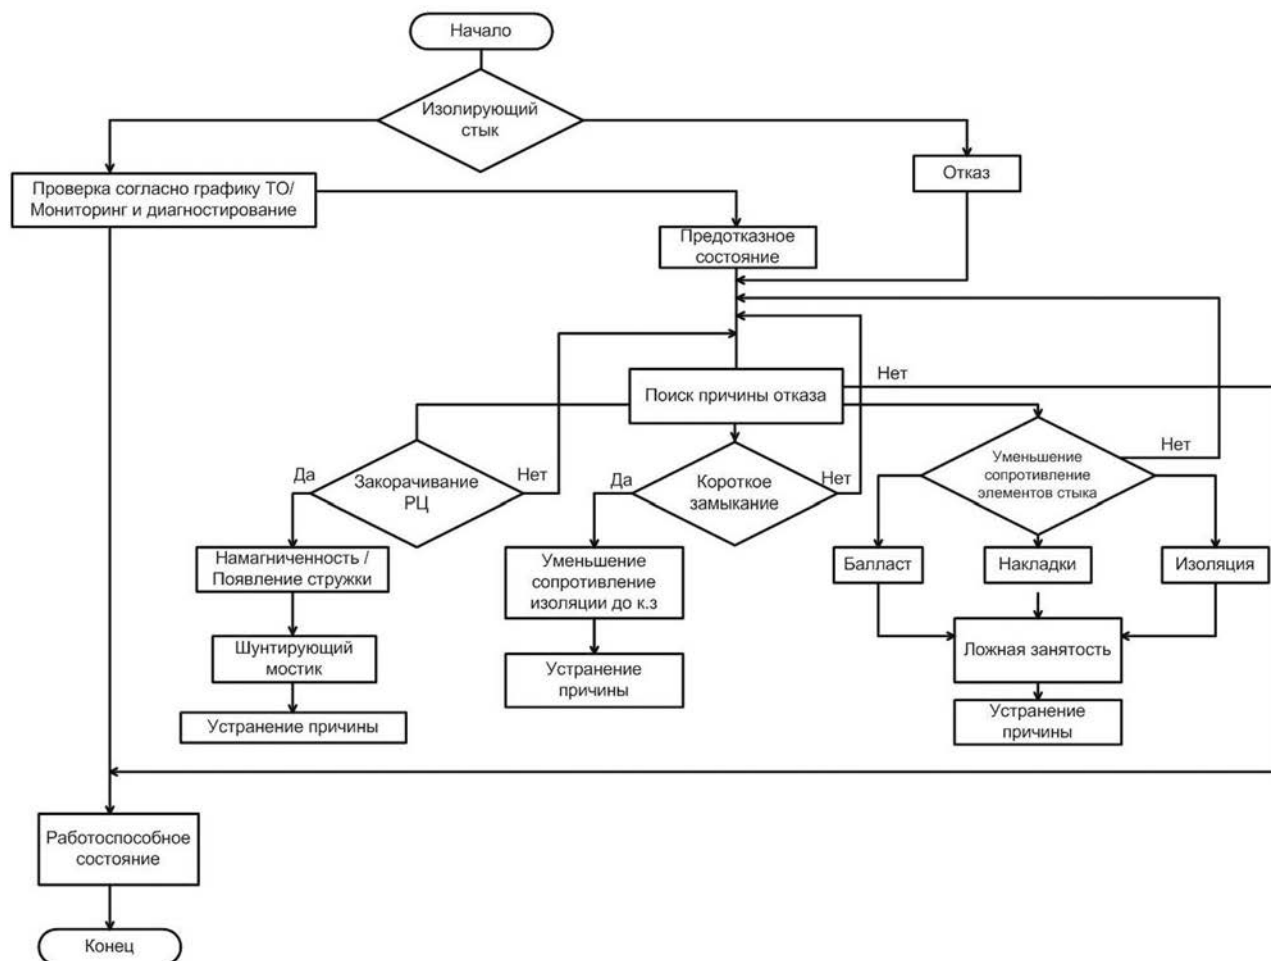 Начало
Изолирующий
стык
Проверка согласно графику ТО/
Мониторинг и диагностирование
Отказ
Предотказное
состояние
Поиск причины отказа
Нет
Да
Закорачивание
РЦ
Нет
Да
Короткое
замыкание
Нет
Уменьшение
сопротивление
элементов стыка
Нет
Намагниченность /
Появление стружки
Уменьшение
сопротивление
изоляции до к.з
Балласт
Накладки
Изоляция
Шунтирующий
мостик
Устранение
причины
Ложная занятость
Устранение причины
Устранение
причины
Работоспособное
состояние
Конец